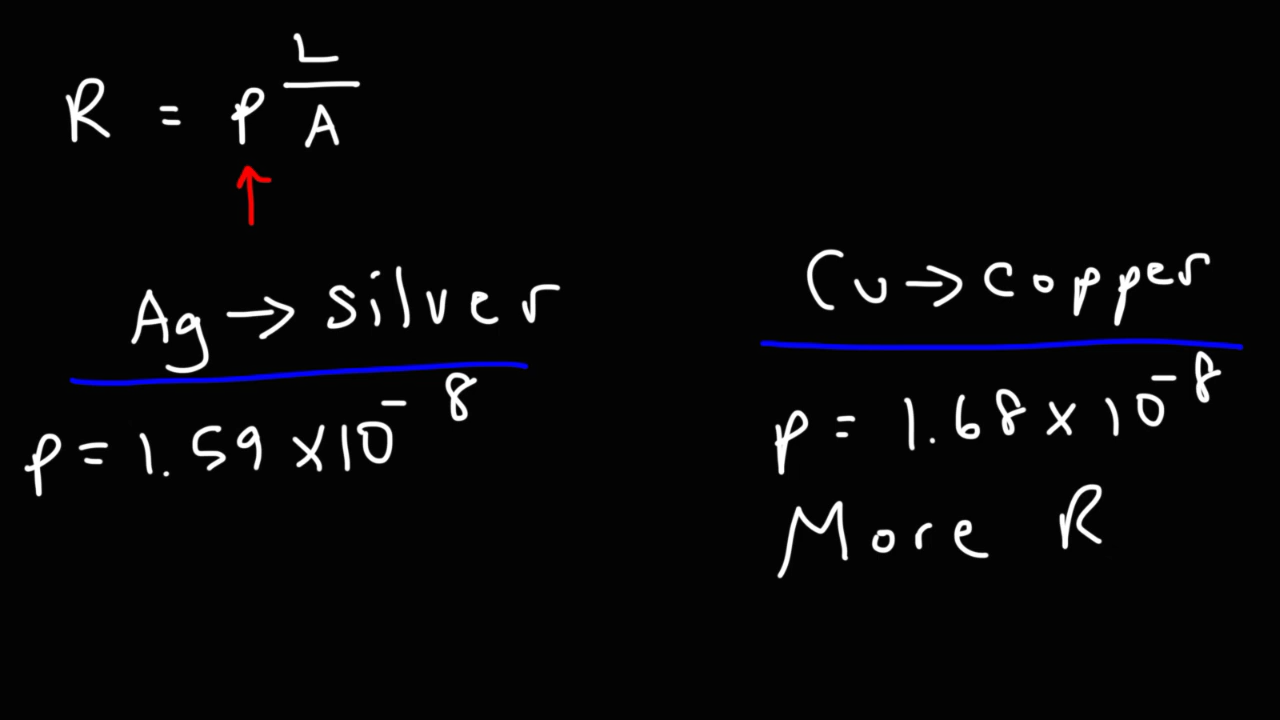 R = ρ L/A
Ag → silver
ρ = 1.59 × 10⁻⁸
Cu → copper
ρ = 1.68 × 10⁻⁸
More R